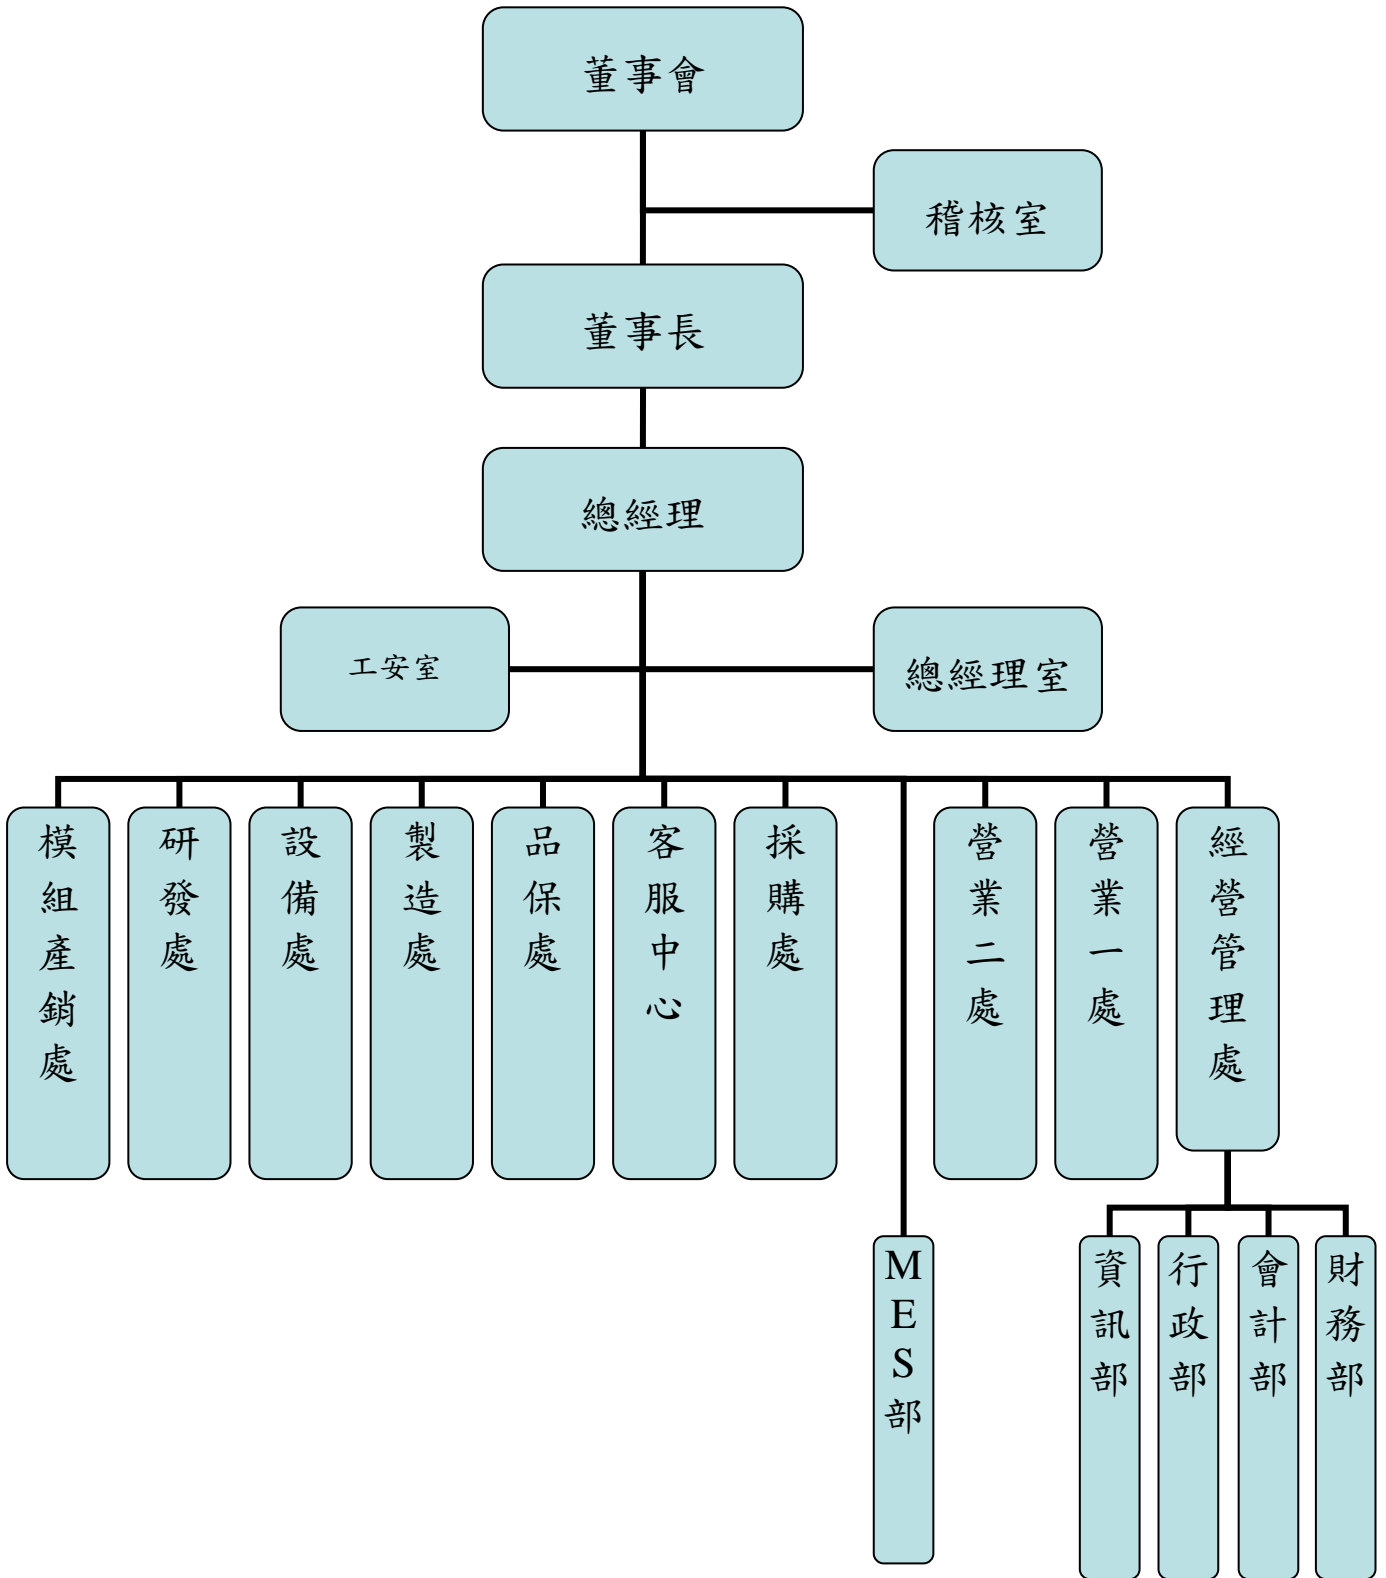 董事會
稽核室
董事長
總經理
工安室
總經理室
模組產銷處
研發處
設備處
製造處
品保處
客服中心
採購處
營業二處
營業一處
經營管理處
MES部
資訊部
行政部
會計部
財務部